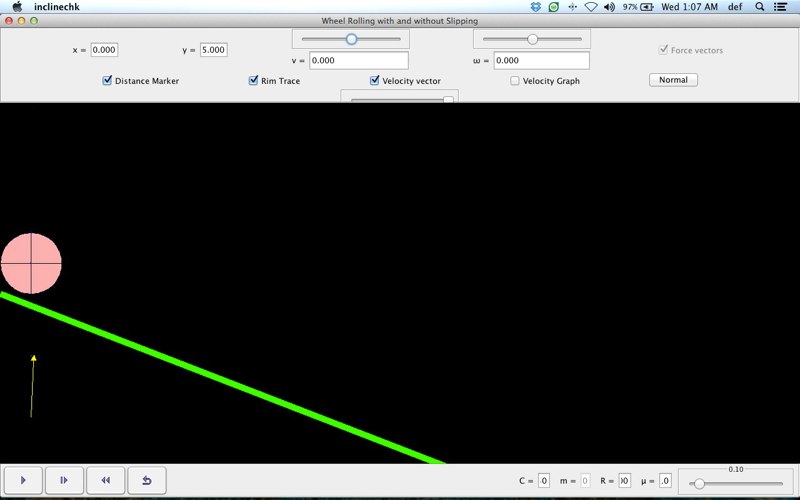 inclinechk 97% Wed 1:07 AM def
Wheel Rolling with and without Slipping
x = 0.000 y = 5.000 Force vectors
v = 0.000 ω = 0.000
Distance Marker Rim Trace Velocity vector Velocity Graph Normal
0.10
C = 0 m = 0 R = μ = .0